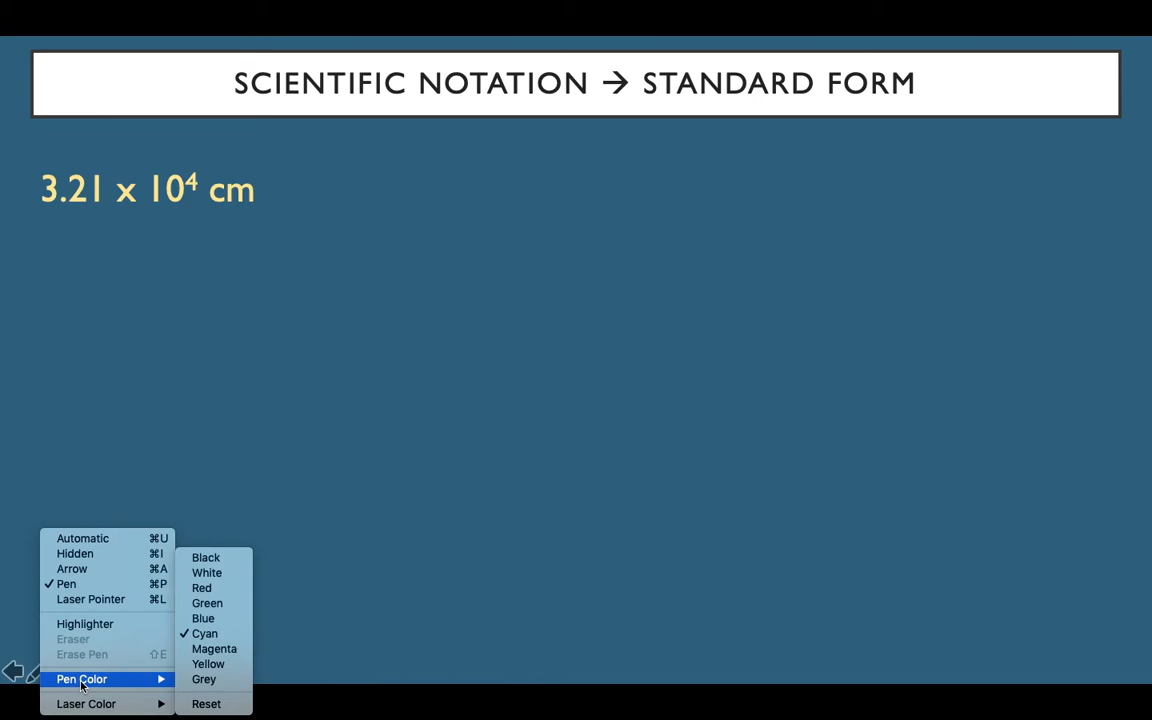 SCIENTIFIC NOTATION → STANDARD FORM
3.21 x 10⁴ cm
Automatic ⌘U
Hidden ⌘I
Arrow ⌘A
✓ Pen ⌘P
Laser Pointer ⌘L
Highlighter
Eraser
Erase Pen ⇧E
Pen Color ▶
Laser Color ▶
Black
White
Red
Green
Blue
✓ Cyan
Magenta
Yellow
Grey
Reset